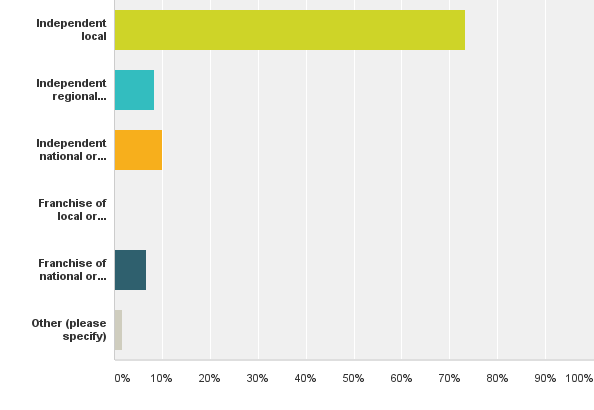 Independent
local
Independent
regional...
Independent
national or...
Franchise of
local or...
Franchise of
national or...
Other (please
specify)
0% 10% 20% 30% 40% 50% 60% 70% 80% 90% 100%